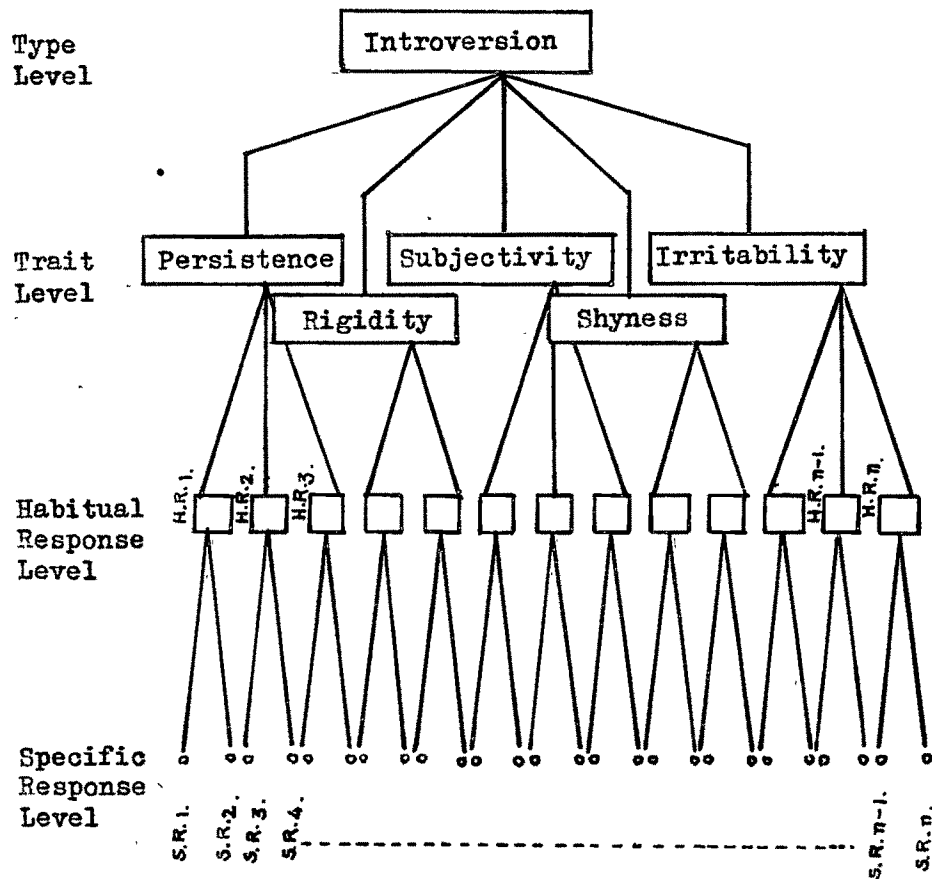 Type
Level
Introversion
Trait
Level
Persistence
Subjectivity
Irritability
Rigidity
Shyness
Habitual
Response
Level
H.R.1.
H.R.2.
H.R.3.
H.R.n-1.
H.R.n.
Specific
Response
Level
S.R.1.
S.R.2.
S.R.3.
S.R.4.
S.R.n-1.
S.R.n.